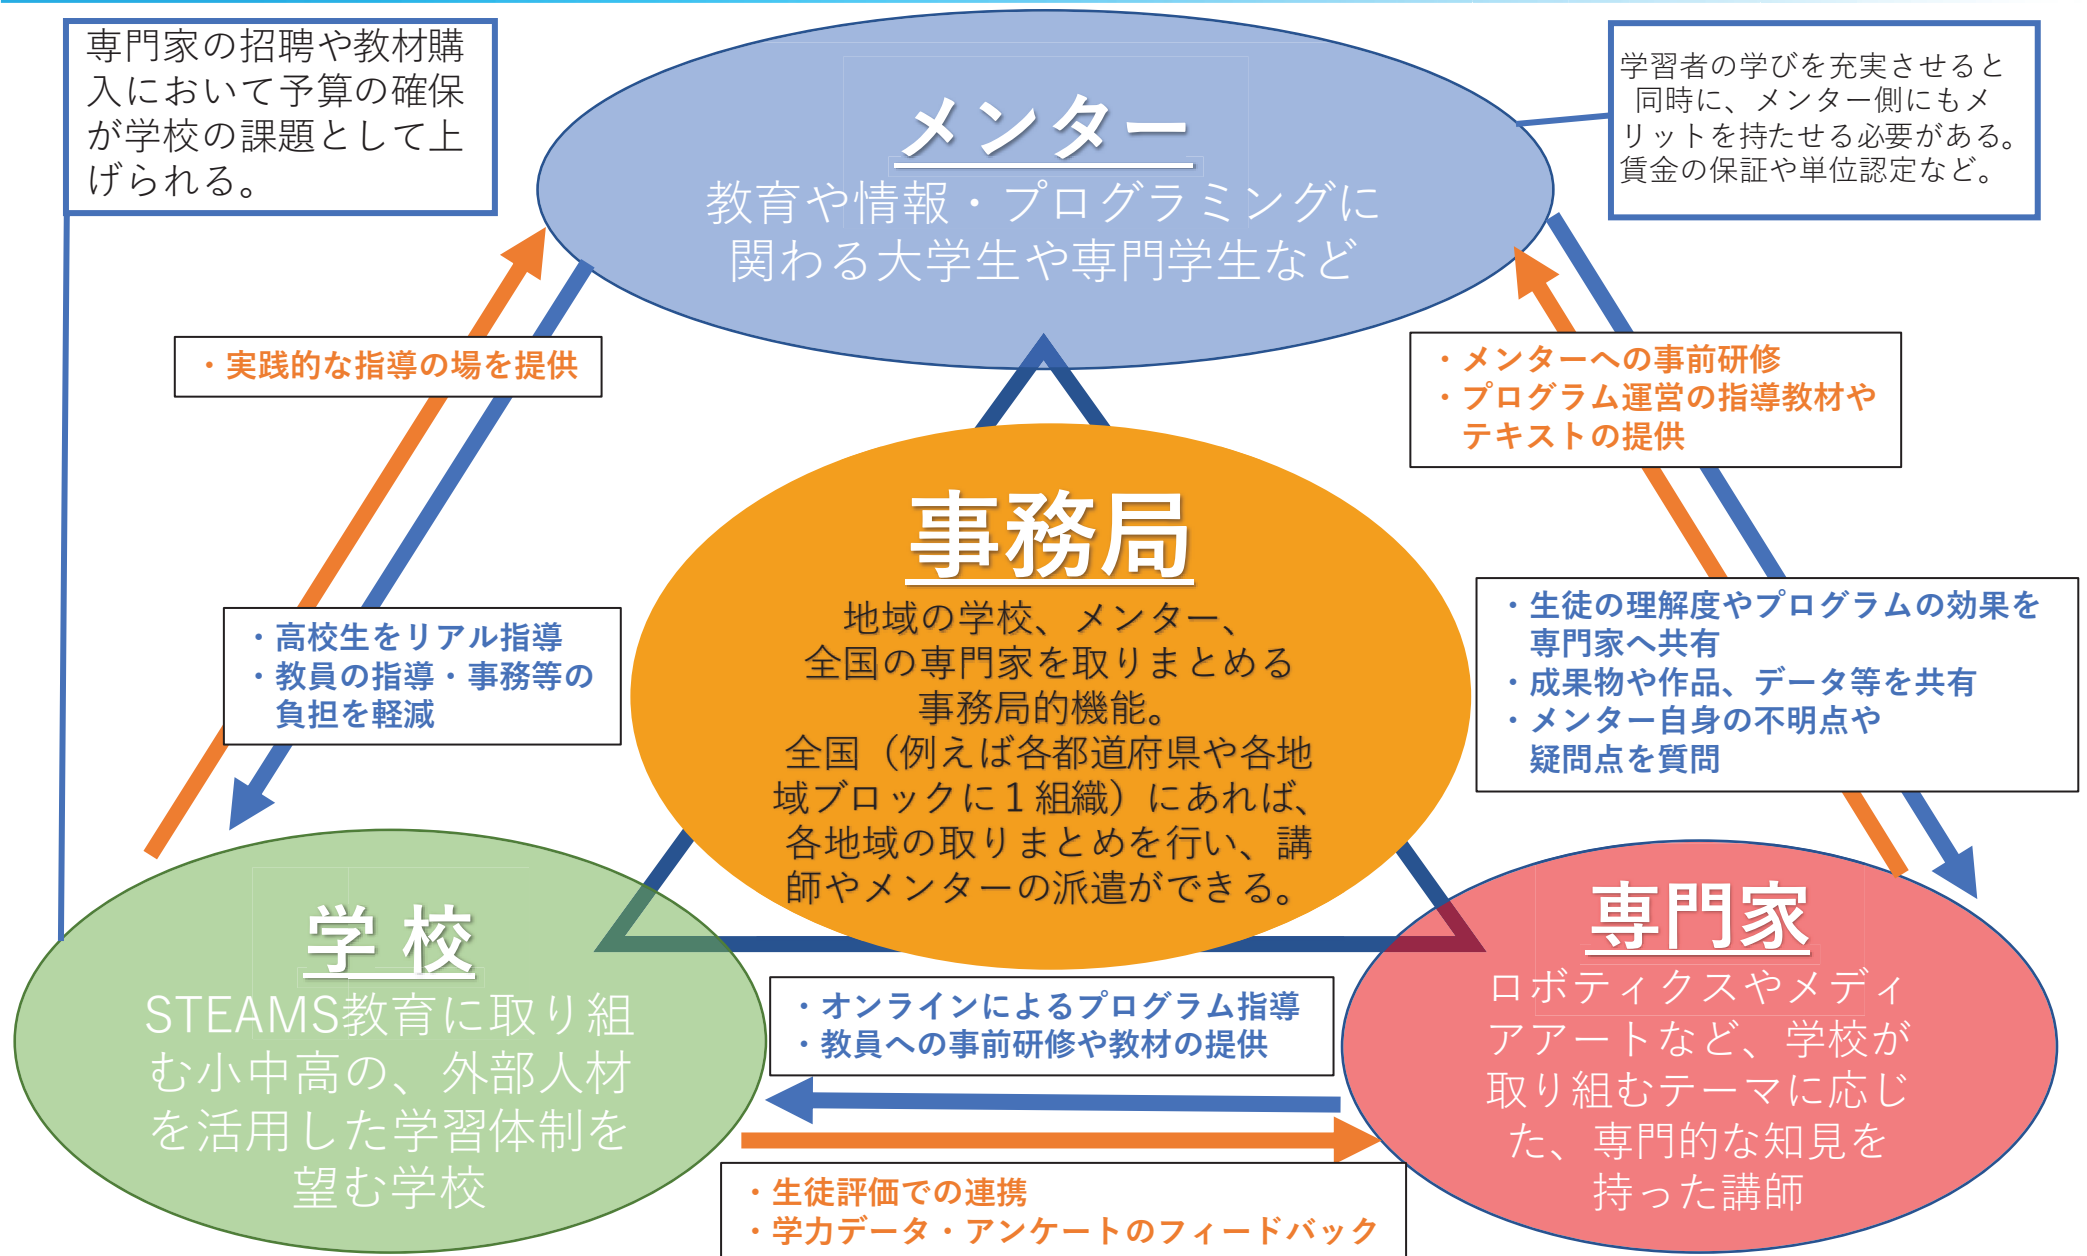 専門家の招聘や教材購
入において予算の確保
が学校の課題として上
げられる。
メンター
教育や情報・プログラミングに
関わる大学生や専門学生など
学習者の学びを充実させると
同時に、メンター側にもメ
リットを持たせる必要がある。
賃金の保証や単位認定など。
・実践的な指導の場を提供
・メンターへの事前研修
・プログラム運営の指導教材や
テキストの提供
事務局
地域の学校、メンター、
全国の専門家を取りまとめる
事務局的機能。
全国（例えば各都道府県や各地
域ブロックに１組織）にあれば、
各地域の取りまとめを行い、講
師やメンターの派遣ができる。
・高校生をリアル指導
・教員の指導・事務等の
負担を軽減
・生徒の理解度やプログラムの効果を
専門家へ共有
・成果物や作品、データ等を共有
・メンター自身の不明点や
疑問点を質問
学 校
STEAMS教育に取り組
む小中高の、外部人材
を活用した学習体制を
望む学校
・オンラインによるプログラム指導
・教員への事前研修や教材の提供
専門家
ロボティクスやメディ
アアートなど、学校が
取り組むテーマに応じ
た、専門的な知見を
持った講師
・生徒評価での連携
・学力データ・アンケートのフィードバック